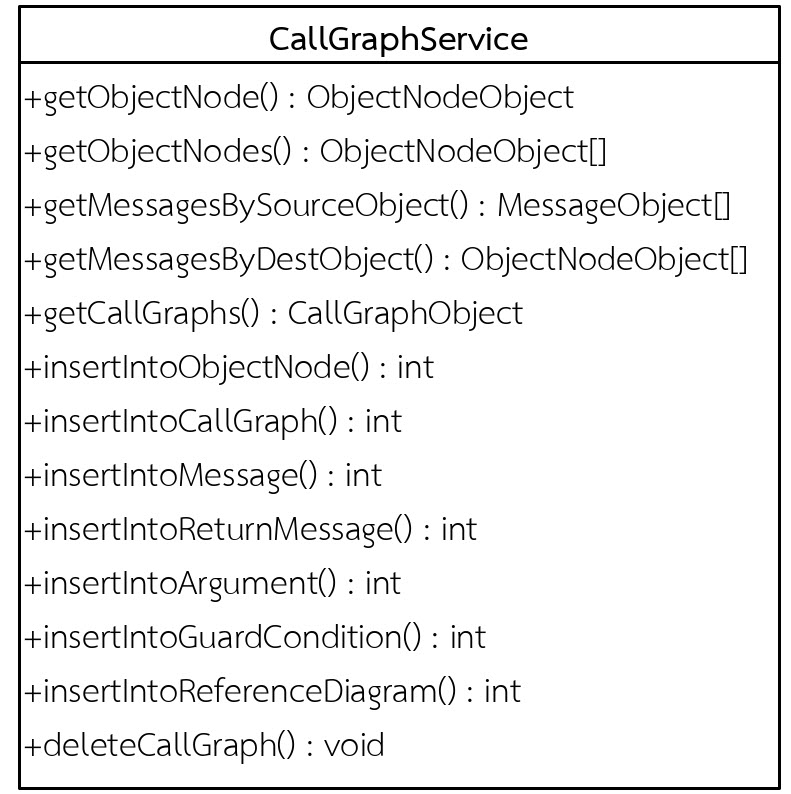 CallGraphService
+getObjectNode() : ObjectNodeObject
+getObjectNodes() : ObjectNodeObject[]
+getMessagesBySourceObject() : MessageObject[]
+getMessagesByDestObject() : ObjectNodeObject[]
+getCallGraphs() : CallGraphObject
+insertIntoObjectNode() : int
+insertIntoCallGraph() : int
+insertIntoMessage() : int
+insertIntoReturnMessage() : int
+insertIntoArgument() : int
+insertIntoGuardCondition() : int
+insertIntoReferenceDiagram() : int
+deleteCallGraph() : void